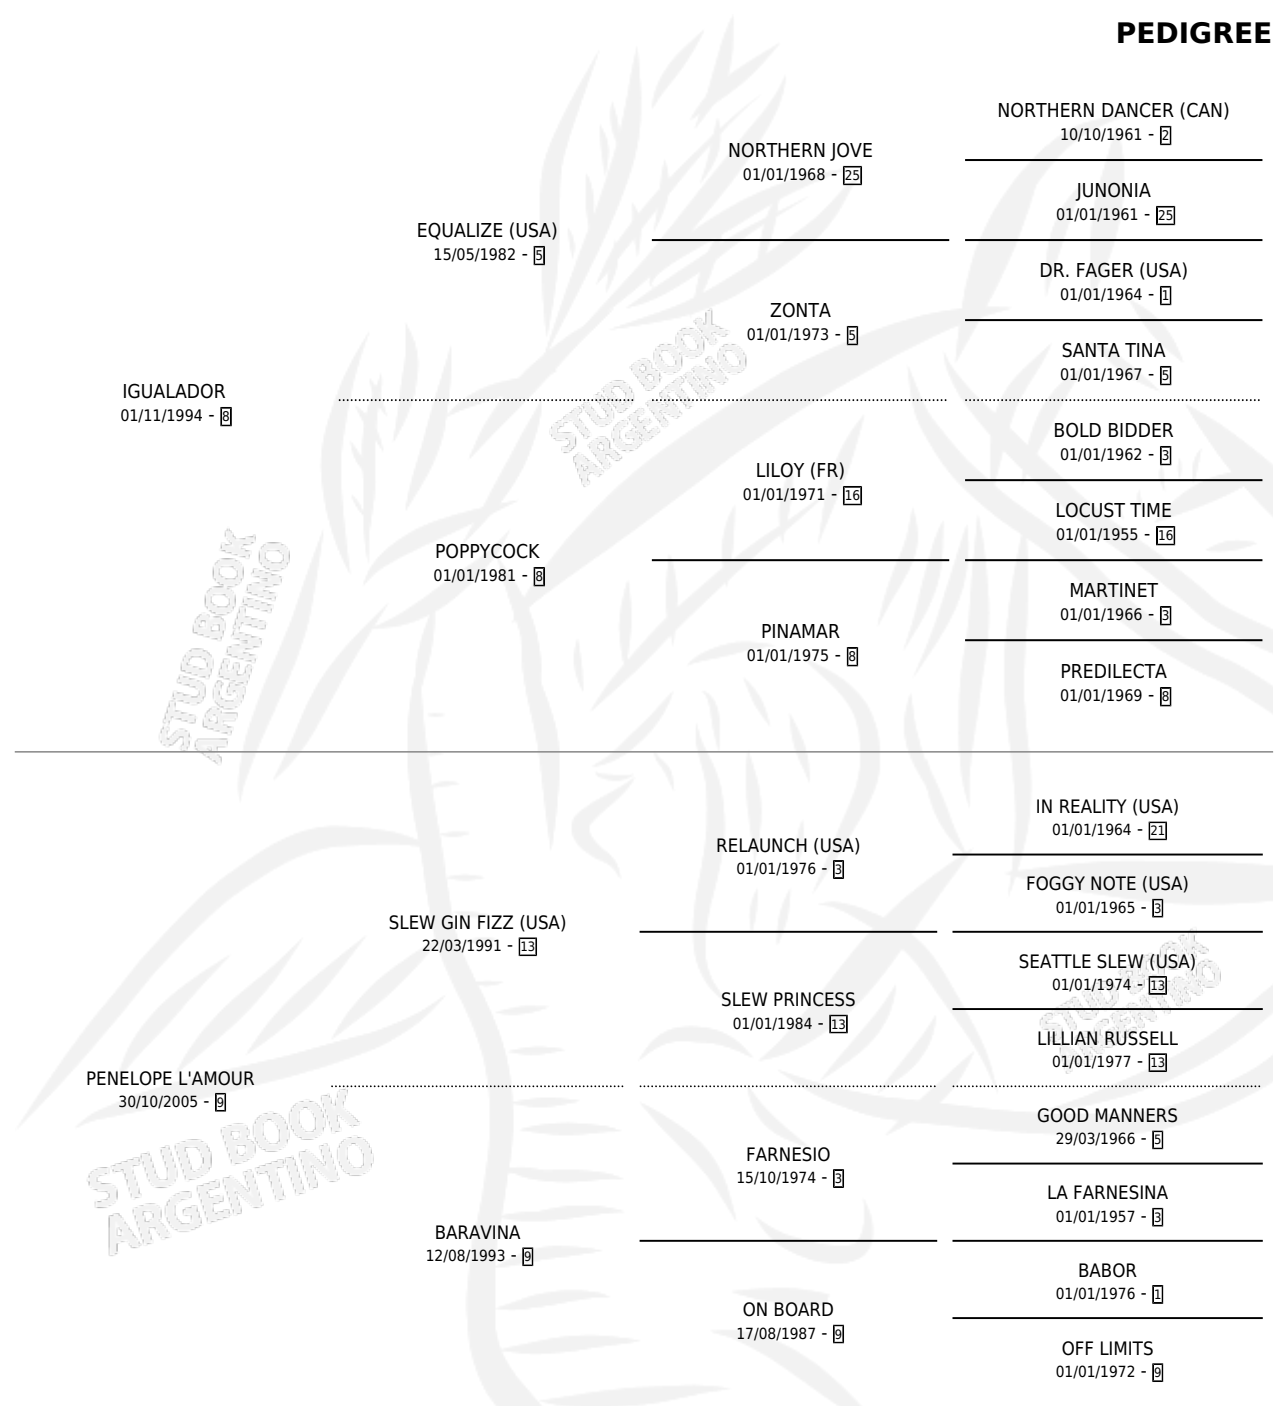 PEDIGREE
NORTHERN DANCER (CAN)
10/10/1961 - 2
NORTHERN JOVE
01/01/1968 - 25
JUNONIA
01/01/1961 - 25
EQUALIZE (USA)
15/05/1982 - 5
DR. FAGER (USA)
01/01/1964 - 1
ZONTA
01/01/1973 - 5
SANTA TINA
01/01/1967 - 5
IGUALADOR
01/11/1994 - 8
BOLD BIDDER
01/01/1962 - 3
LILOY (FR)
01/01/1971 - 16
LOCUST TIME
01/01/1955 - 16
POPPYCOCK
01/01/1981 - 8
MARTINET
01/01/1966 - 3
PINAMAR
01/01/1975 - 8
PREDILECTA
01/01/1969 - 8
IN REALITY (USA)
01/01/1964 - 21
RELAUNCH (USA)
01/01/1976 - 3
FOGGY NOTE (USA)
01/01/1965 - 3
SLEW GIN FIZZ (USA)
22/03/1991 - 13
SEATTLE SLEW (USA)
01/01/1974 - 13
SLEW PRINCESS
01/01/1984 - 13
LILLIAN RUSSELL
01/01/1977 - 13
PENELOPE L'AMOUR
30/10/2005 - 9
GOOD MANNERS
29/03/1966 - 5
FARNESIO
15/10/1974 - 3
LA FARNESINA
01/01/1957 - 3
BARAVINA
12/08/1993 - 9
BABOR
01/01/1976 - 1
ON BOARD
17/08/1987 - 9
OFF LIMITS
01/01/1972 - 9
STUD BOOK
ARGENTINO
STUD BOOK
ARGENTINO
STUD BOOK
ARGENTINO
STUD BOOK
ARGENTINO